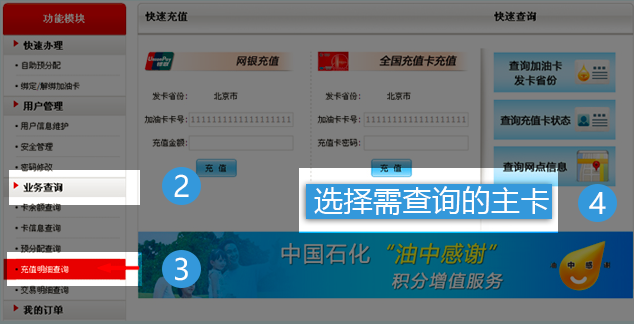 功能模块
快速办理
自助预分配
绑定/解绑加油卡
用户管理
用户信息维护
安全管理
密码修改
业务查询
卡余额查询
卡信息查询
预分配查询
充值明细查询
交易明细查询
我的订单
快速充值
UnionPay
网银充值
发卡省份: 北京市
加油卡卡号: 1111111111111111111
充值金额:
充 值
全国充值卡充值
发卡省份: 北京市
加油卡卡号: 1111111111111111111
充值卡密码:
充 值
快速查询
查询加油卡
发卡省份
查询充值卡状态
查询网点信息
2
选择需查询的主卡
4
3
中国石化 “油中感谢”
积分增值服务
油中感谢